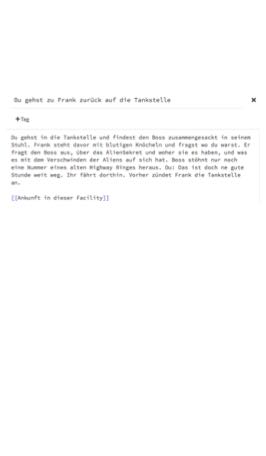 Du gehst zu Frank zurück auf die Tankstelle
+Tag
Du gehst in die Tankstelle und findest den Boss zusammengesackt in seinem
Stuhl. Frank steht davor mit blutigen Knöcheln und fragst wo du warst. Er
fragt den Boss aus, über das AlienSekret und woher sie es haben, und was
es mit dem Verschwinden der Aliens auf sich hat. Boss stöhnt nur noch
eine Nummer eines alten Highway Ringes heraus. Du: Das ist doch ne gute
Stunde weit weg. Ihr fährt dorthin. Vorher zündet Frank die Tankstelle
an.
[[Ankunft in dieser Facility]]